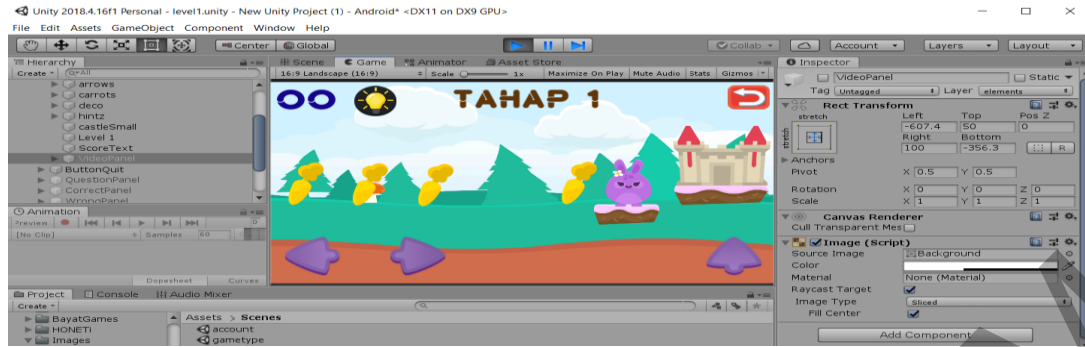 Unity 2018.4.16f1 Personal - level1.unity - New Unity Project (1) - Android* <DX11 on DX9 GPU>
File Edit Assets GameObject Component Window Help
Center Global Collab Account Layers Layout
Hierarchy
Create All
arrows
carrots
deco
hintz
castleSmall
Level 1
ScoreText
VideoPanel
ButtonQuit
QuestionPanel
CorrectPanel
WrongPanel
Animation
Preview 0
[No Clip] Samples 60
Dopesheet Curves
Scene Game Animator Asset Store
16:9 Landscape (16:9) Scale 1x Maximize On Play Mute Audio Stats Gizmos
TAHAP 1
Project Console Audio Mixer
Create
BayatGames
HONETi
Images
Assets > Scenes
account
gametype
Inspector
VideoPanel Static
Tag Untagged Layer elements
Rect Transform
stretch Left Top Pos Z
stretch -607.4 50 0
Right Bottom
100 -356.3 R
Anchors
Pivot X 0.5 Y 0.5
Rotation X 0 Y 0 Z 0
Scale X 1 Y 1 Z 1
Canvas Renderer
Cull Transparent Mes
Image (Script)
Source Image Background
Color
Material None (Material)
Raycast Target
Image Type Sliced
Fill Center
Add Component